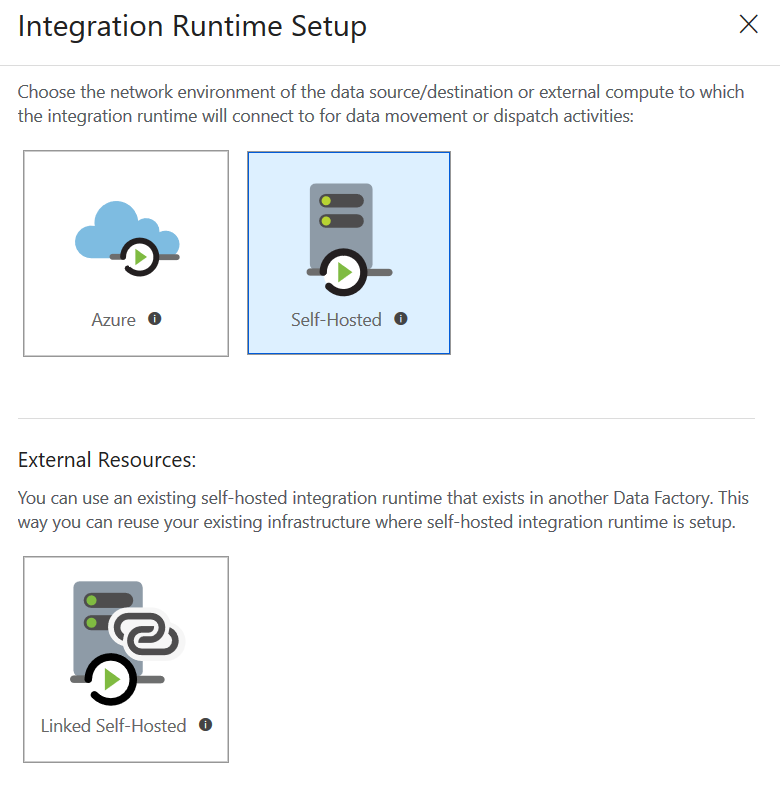 Integration Runtime Setup
Choose the network environment of the data source/destination or external compute to which
the integration runtime will connect to for data movement or dispatch activities:
Azure
Self-Hosted
External Resources:
You can use an existing self-hosted integration runtime that exists in another Data Factory. This
way you can reuse your existing infrastructure where self-hosted integration runtime is setup.
Linked Self-Hosted